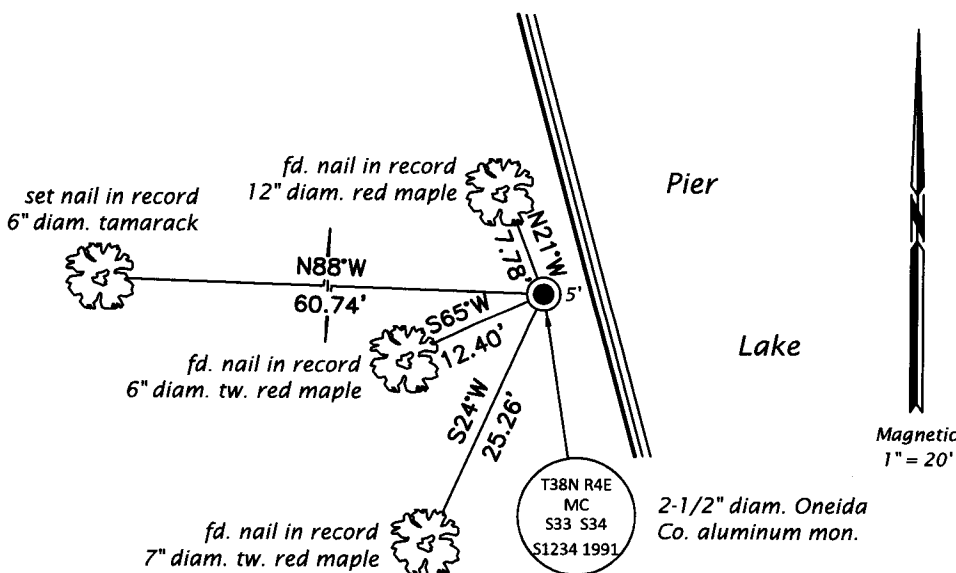 fd. nail in record
12" diam. red maple
Pier
set nail in record
6" diam. tamarack
N21°W
7.78'
N88°W
60.74'
5'
S65°W
12.40'
Lake
fd. nail in record
6" diam. tw. red maple
S24°W
25.26'
N
Magnetic
1" = 20'
T38N R4E
MC
S33 S34
S1234 1991
2-1/2" diam. Oneida
Co. aluminum mon.
fd. nail in record
7" diam. tw. red maple